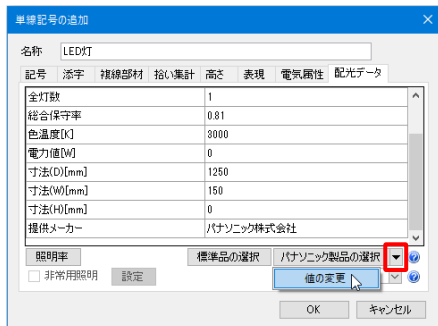 単線記号の追加
名称 LED灯
記号 添字 複線部材 拾い集計 高さ 表現 電気属性 配光データ
全灯数 1
総合保守率 0.81
色温度[K] 3000
電力値[W] 0
寸法(D)[mm] 1250
寸法(W)[mm] 150
寸法(H)[mm] 0
提供メーカー パナソニック株式会社
照明率 標準品の選択 パナソニック製品の選択
非常用照明 設定 値の変更
OK キャンセル